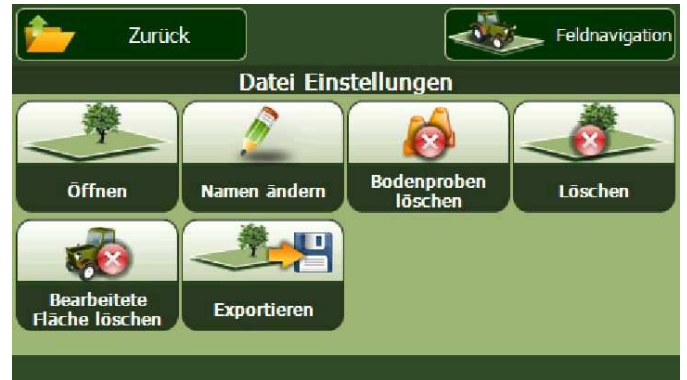 Zurück
Feldnavigation
Datei Einstellungen
Öffnen
Namen ändern
Bodenproben
löschen
Löschen
Bearbeitete
Fläche löschen
Exportieren